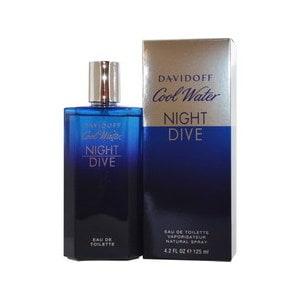 DAVIDOFF
Cool Water
NIGHT
DIVE
EAU DE
TOILETTE
DAVIDOFF
Cool Water
NIGHT
DIVE
EAU DE TOILETTE
VAPORISATEUR
NATURAL SPRAY
4.2 FL OZ e 125 ml